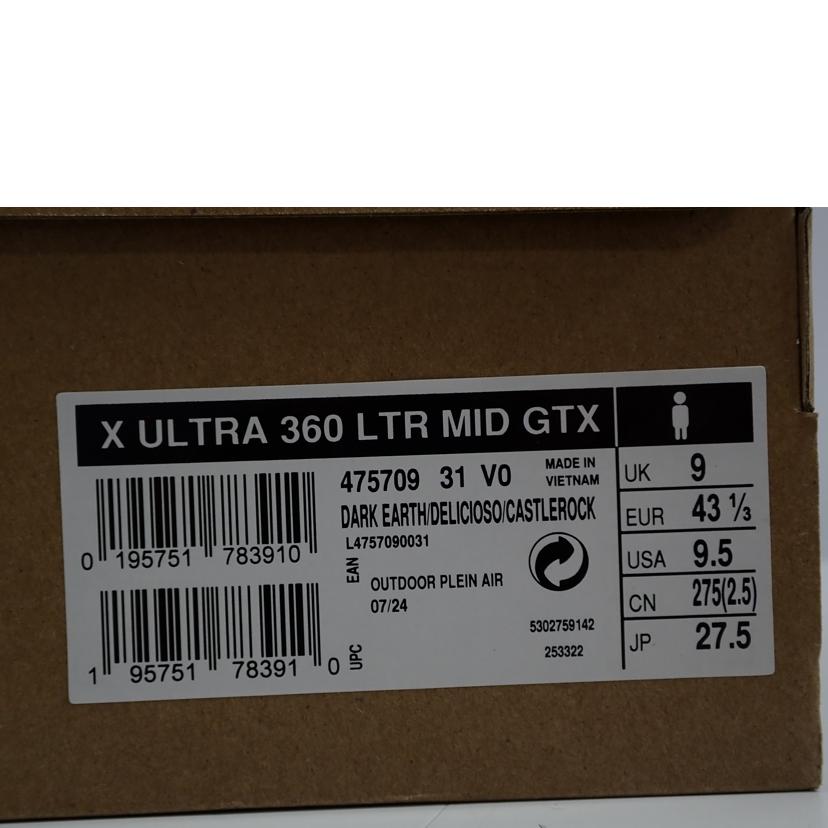 X ULTRA 360 LTR MID GTX
475709 31 V0
MADE IN
VIETNAM
DARK EARTH/DELICIOSO/CASTLEROCK
L4757090031
0 195751 783910
EAN
OUTDOOR PLEIN AIR
07/24
5302759142
253322
1 95751 78391 0
UPC
UK 9
EUR 43 ⅓
USA 9.5
CN 275(2.5)
JP 27.5